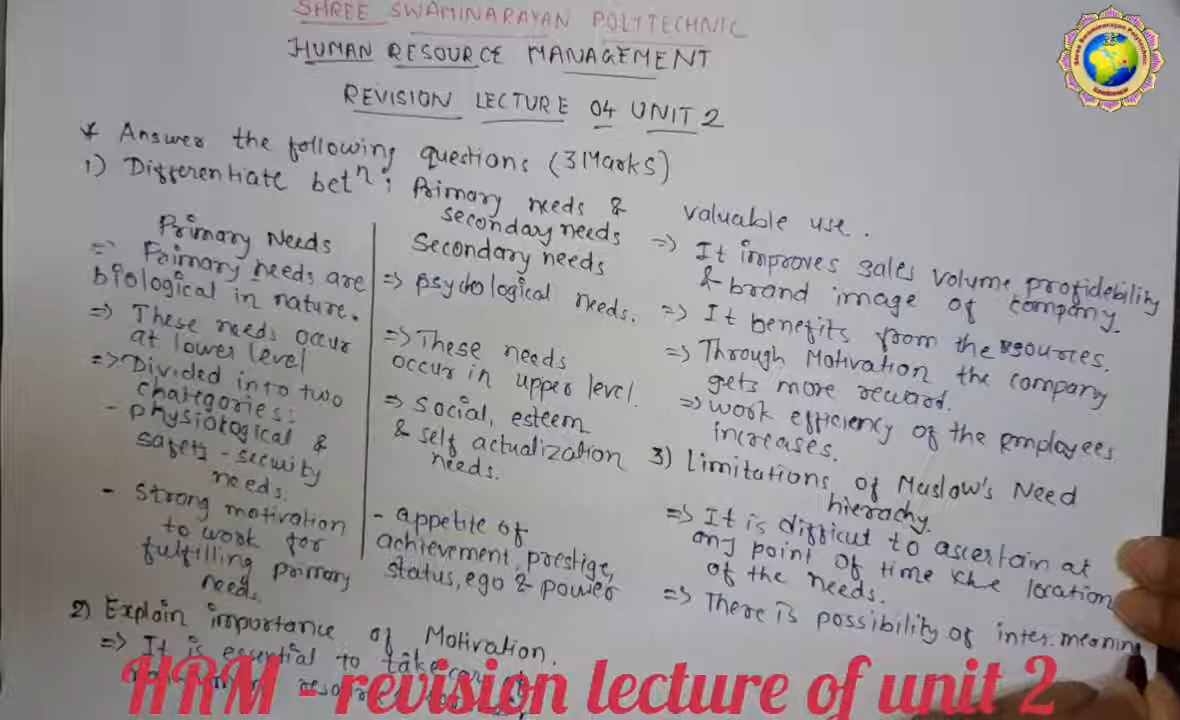 SHREE SWAMINARAYAN POLYTECHNIC
HUMAN RESOURCE MANAGEMENT
REVISION LECTURE 04 UNIT 2
* Answer the following questions (3 Marks)
1) Differentiate betn : Primary needs &
seconday needs
Primary Needs
=> Primary needs are
biological in nature.
=> These needs occur
at lower level
=> Divided into two
chategories:
- physiological &
safety - security
needs.
- Strong motivation
to work for
fulfilling primary
needs.
Secondary needs
=> psychological needs.
=> These needs
occur in upper level.
=> Social, esteem
& self actualization
needs.
- appetite of
achievement, prestige,
status, ego & power
2) Explain importance of Motivation.
=> It is essential to take
valuable use.
=> It improves sales volume profidebility
& brand image of company.
=> It benefits from the resources.
=> Through Motivation the company
gets more reward.
=> work efficiency of the employees
increases.
3) Limitations of Maslow's Need
hierachy.
=> It is difficut to ascertain at
any point of time the location
of the needs.
=> There is possibility of inter. meaning
HRM - revision lecture of unit 2
Shree Swaminarayan Polytechnic